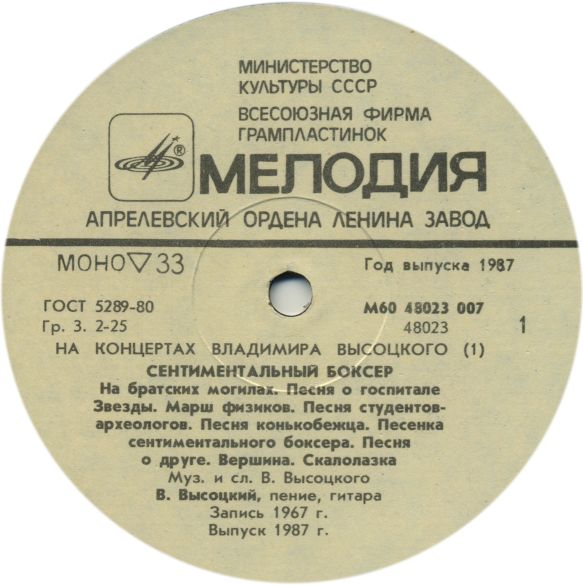 МИНИСТЕРСТВО
КУЛЬТУРЫ СССР
ВСЕСОЮЗНАЯ ФИРМА
ГРАМПЛАСТИНОК
®
МЕЛОДИЯ
АПРЕЛЕВСКИЙ ОРДЕНА ЛЕНИНА ЗАВОД
МОНО ▽ 33 Год выпуска 1987
ГОСТ 5289-80 М60 48023 007
Гр. 3. 2-25 48023 1
НА КОНЦЕРТАХ ВЛАДИМИРА ВЫСОЦКОГО (1)
СЕНТИМЕНТАЛЬНЫЙ БОКСЕР
На братских могилах. Песня о госпитале
Звезды. Марш физиков. Песня студентов-
археологов. Песня конькобежца. Песенка
сентиментального боксера. Песня
о друге. Вершина. Скалолазка
Муз. и сл. В. Высоцкого
В. Высоцкий, пение, гитара
Запись 1967 г.
Выпуск 1987 г.